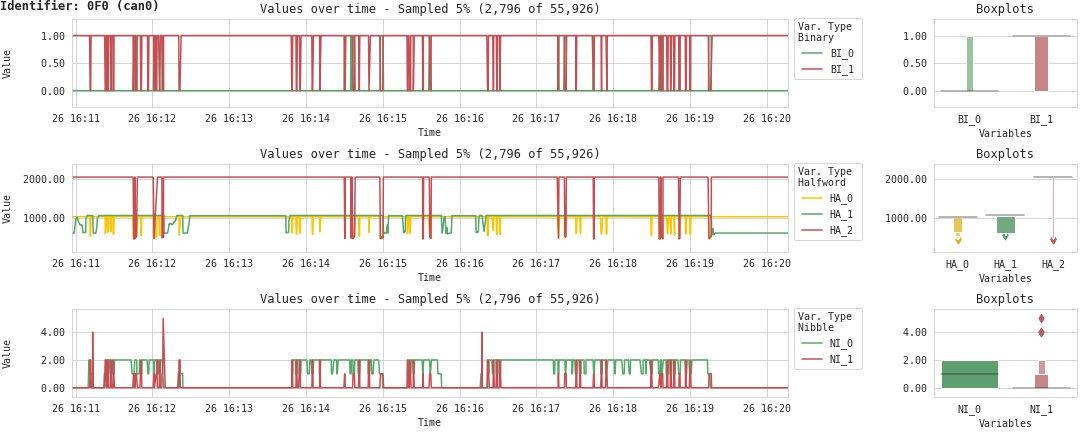 Identifier: 0F0 (can0)
Values over time - Sampled 5% (2,796 of 55,926)
Boxplots
Value
1.00
0.50
0.00
26 16:11 26 16:12 26 16:13 26 16:14 26 16:15 26 16:16 26 16:17 26 16:18 26 16:19 26 16:20
Time
Var. Type
Binary
BI_0
BI_1
1.00
0.50
0.00
BI_0 BI_1
Variables
Values over time - Sampled 5% (2,796 of 55,926)
Boxplots
Value
2000.00
1000.00
26 16:11 26 16:12 26 16:13 26 16:14 26 16:15 26 16:16 26 16:17 26 16:18 26 16:19 26 16:20
Time
Var. Type
Halfword
HA_0
HA_1
HA_2
2000.00
1000.00
HA_0 HA_1 HA_2
Variables
Values over time - Sampled 5% (2,796 of 55,926)
Boxplots
Value
4.00
2.00
0.00
26 16:11 26 16:12 26 16:13 26 16:14 26 16:15 26 16:16 26 16:17 26 16:18 26 16:19 26 16:20
Time
Var. Type
Nibble
NI_0
NI_1
4.00
2.00
0.00
NI_0 NI_1
Variables